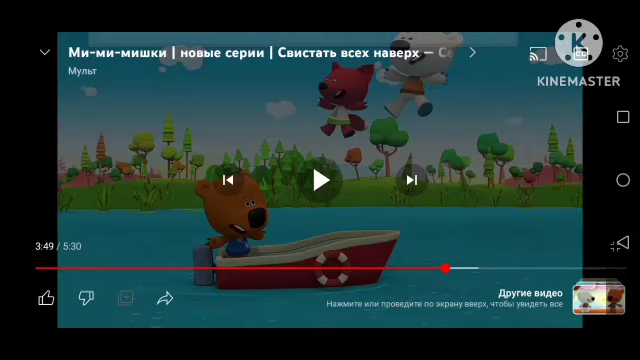 Ми-ми-мишки | новые серии | Свистать всех наверх —
Мульт
CC
K
KINEMASTER
3:49 / 5:30
Другие видео
Нажмите или проведите по экрану вверх, чтобы увидеть все